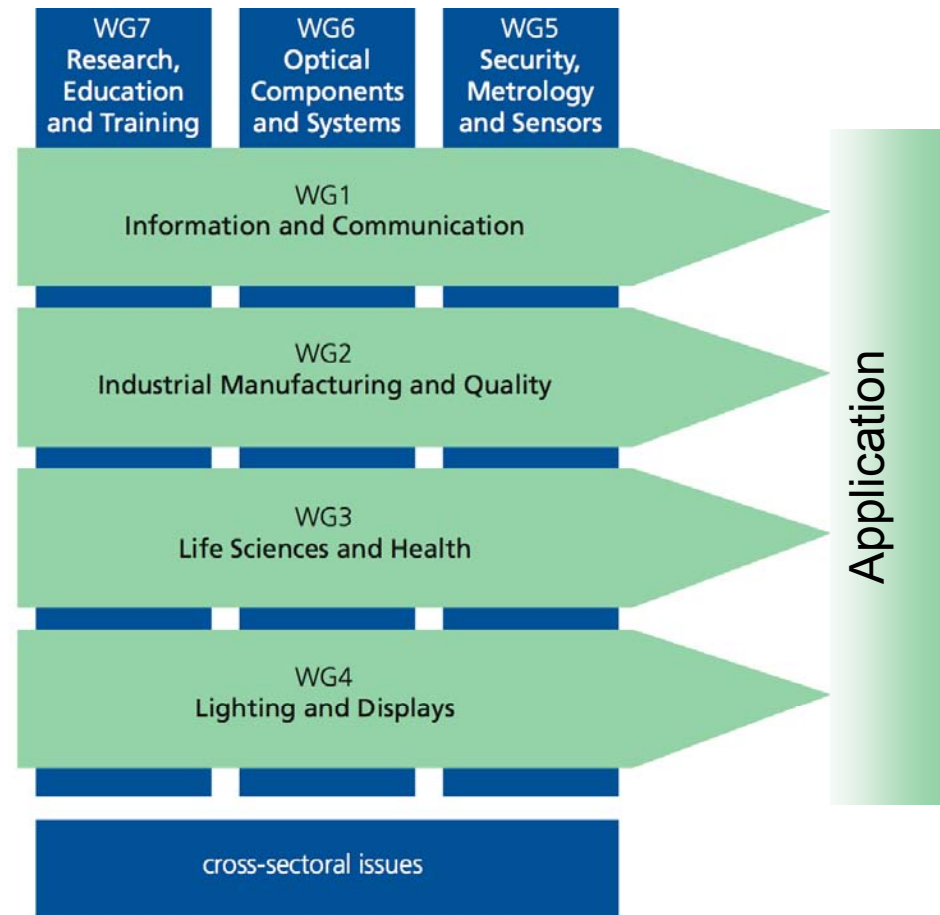 WG7
Research,
Education
and Training
WG6
Optical
Components
and Systems
WG5
Security,
Metrology
and Sensors
WG1
Information and Communication
WG2
Industrial Manufacturing and Quality
WG3
Life Sciences and Health
WG4
Lighting and Displays
Application
cross-sectoral issues